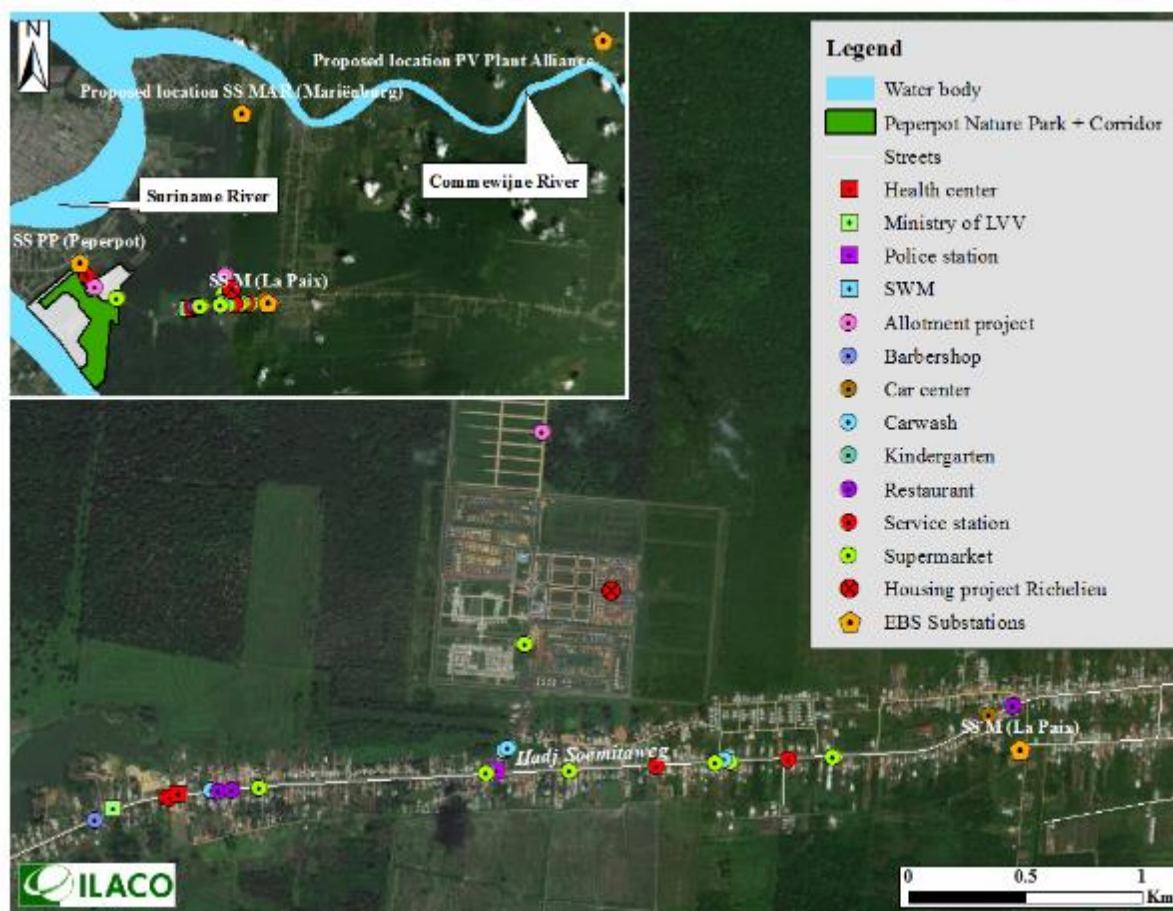 N
Proposed location PV Plant Alliance
Proposed location SS MAR (Mariënburg)
Commewijne River
Suriname River
SS PP (Peperpot)
SS M (La Paix)
Legend
Water body
Peperpot Nature Park + Corridor
Streets
Health center
Ministry of LVV
Police station
SWM
Allotment project
Barbershop
Car center
Carwash
Kindergarten
Restaurant
Service station
Supermarket
Housing project Richelieu
EBS Substations
SS M (La Paix)
Hadj Soemitaweg
ILACO
0 0.5 1
Km